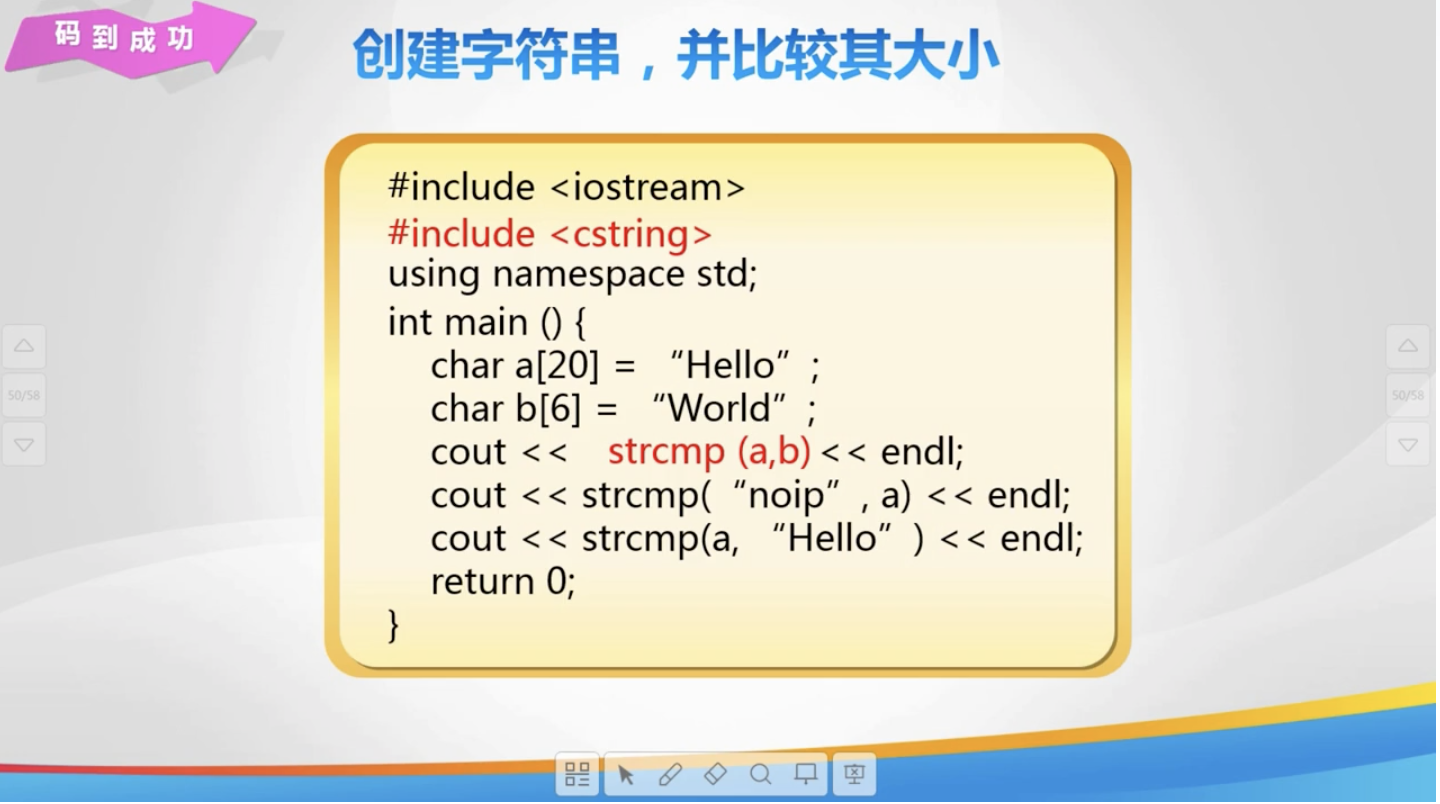 码到成功
创建字符串，并比较其大小
#include <iostream>
#include <cstring>
using namespace std;
int main () {
char a[20] = “Hello” ;
char b[6] = “World” ;
cout << strcmp (a,b) << endl;
cout << strcmp( “noip” , a) << endl;
cout << strcmp(a, “Hello” ) << endl;
return 0;
}
50/58
50/58